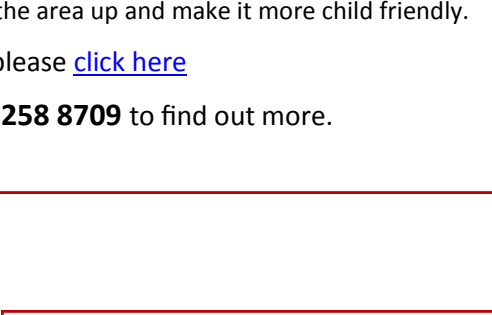 the area up and make it more child friendly.
please click here
258 8709 to find out more.